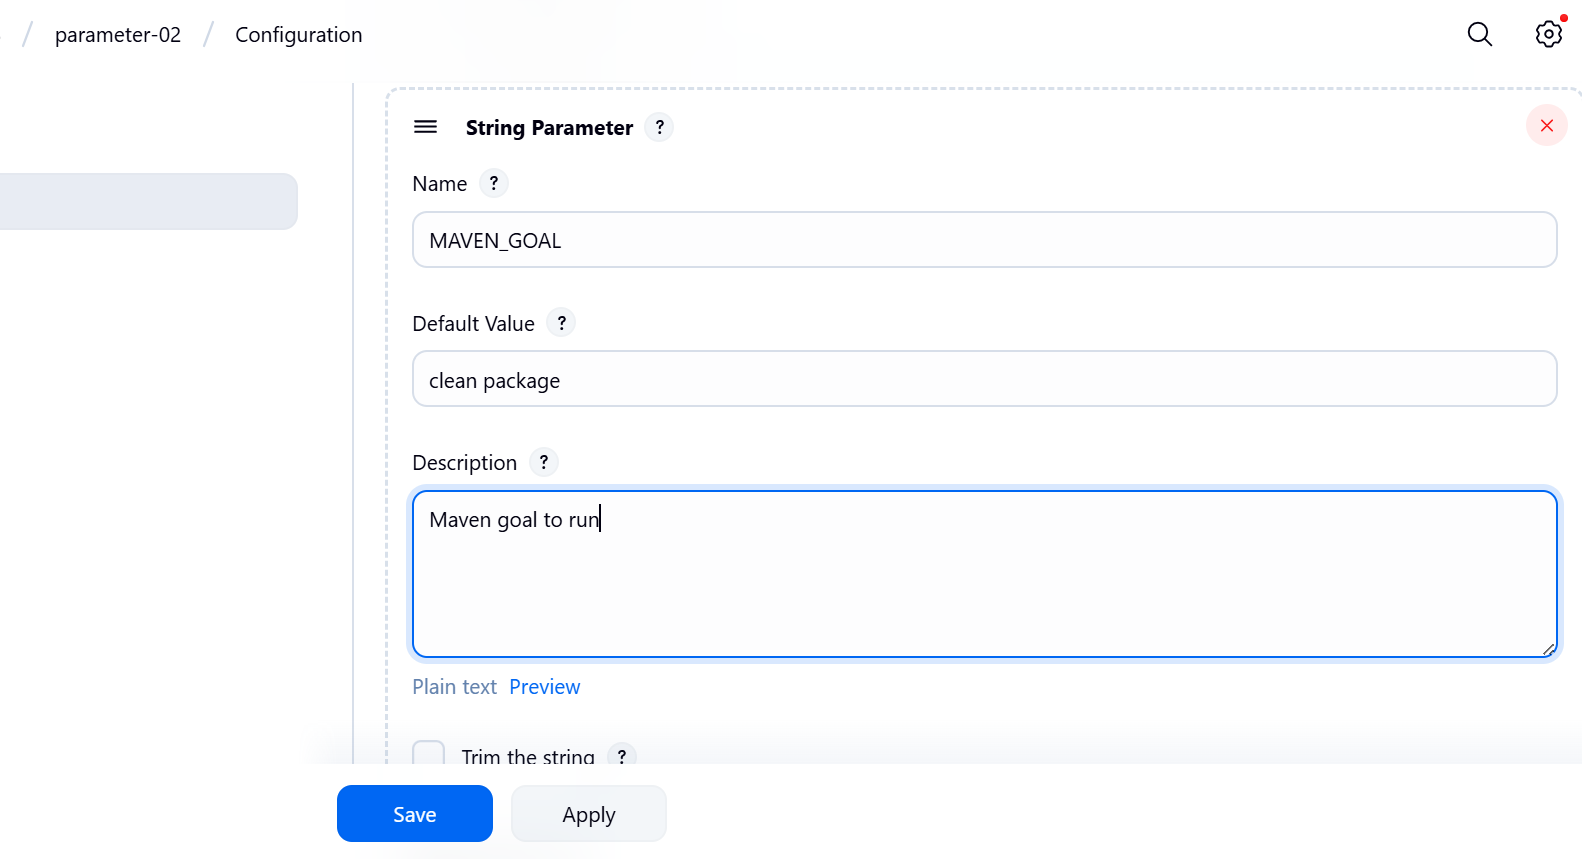 / parameter-02 / Configuration
String Parameter ?
Name ?
MAVEN_GOAL
Default Value ?
clean package
Description ?
Maven goal to run
Plain text Preview
Trim the string ?
Save Apply